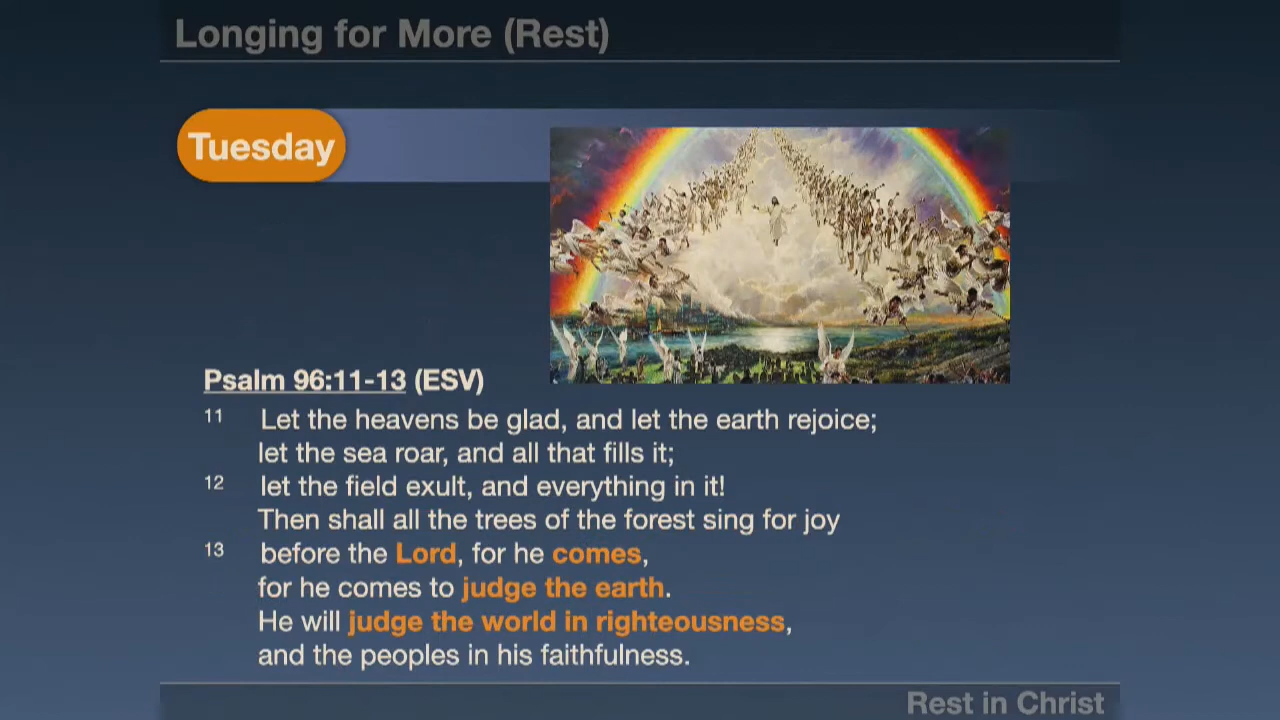 Longing for More (Rest)
Tuesday
Psalm 96:11-13 (ESV)
11 Let the heavens be glad, and let the earth rejoice;
let the sea roar, and all that fills it;
12 let the field exult, and everything in it!
Then shall all the trees of the forest sing for joy
13 before the Lord, for he comes,
for he comes to judge the earth.
He will judge the world in righteousness,
and the peoples in his faithfulness.
Rest in Christ